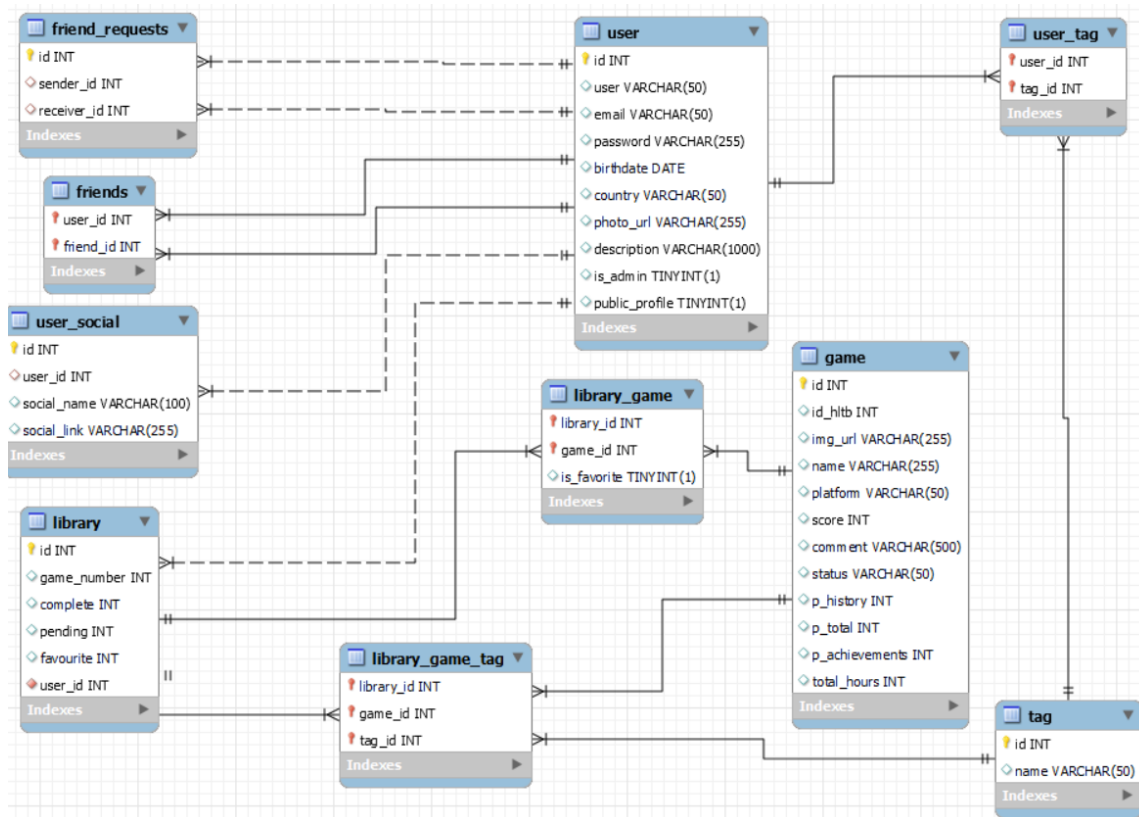 friend_requests
id INT
sender_id INT
receiver_id INT
Indexes
friends
user_id INT
friend_id INT
Indexes
user_social
id INT
user_id INT
social_name VARCHAR(100)
social_link VARCHAR(255)
Indexes
library
id INT
game_number INT
complete INT
pending INT
favourite INT
user_id INT
Indexes
user
id INT
user VARCHAR(50)
email VARCHAR(50)
password VARCHAR(255)
birthdate DATE
country VARCHAR(50)
photo_url VARCHAR(255)
description VARCHAR(1000)
is_admin TINYINT(1)
public_profile TINYINT(1)
Indexes
library_game
library_id INT
game_id INT
is_favorite TINYINT(1)
Indexes
library_game_tag
library_id INT
game_id INT
tag_id INT
Indexes
user_tag
user_id INT
tag_id INT
Indexes
game
id INT
id_hltb INT
img_url VARCHAR(255)
name VARCHAR(255)
platform VARCHAR(50)
score INT
comment VARCHAR(500)
status VARCHAR(50)
p_history INT
p_total INT
p_achievements INT
total_hours INT
Indexes
tag
id INT
name VARCHAR(50)
Indexes